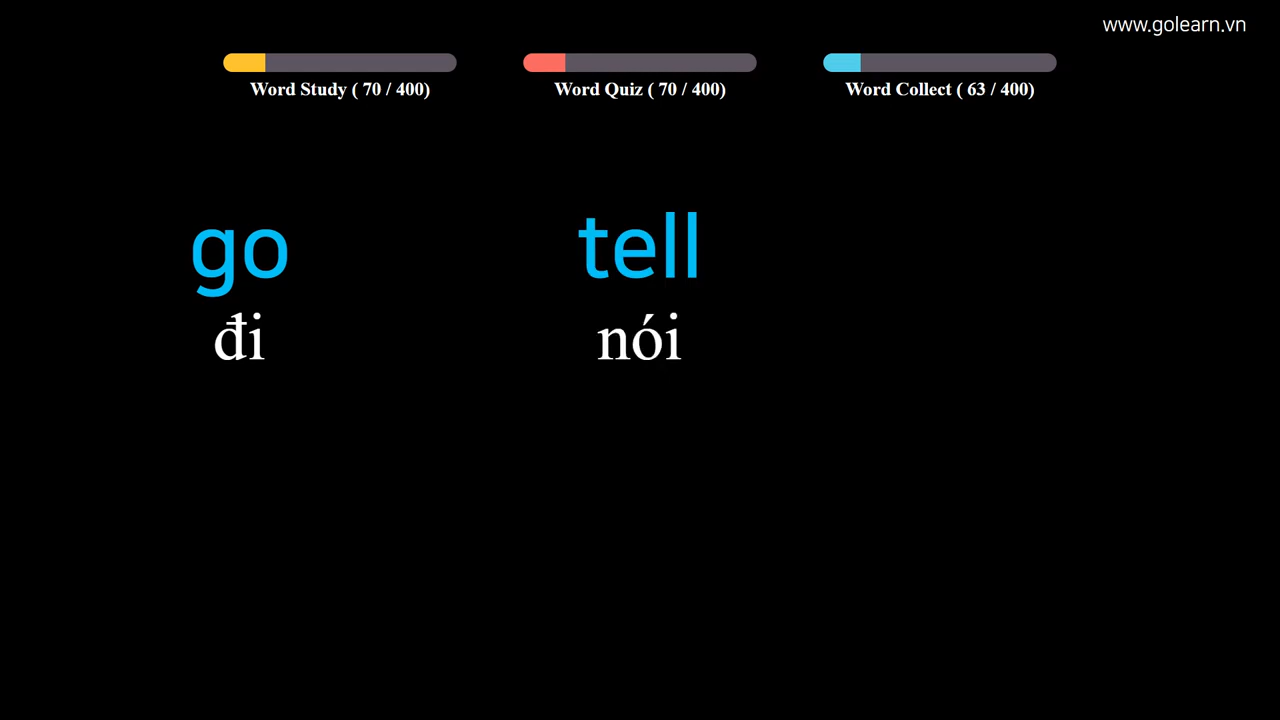 www.golearn.vn
Word Study ( 70 / 400)
Word Quiz ( 70 / 400)
Word Collect ( 63 / 400)
go
tell
đi
nói